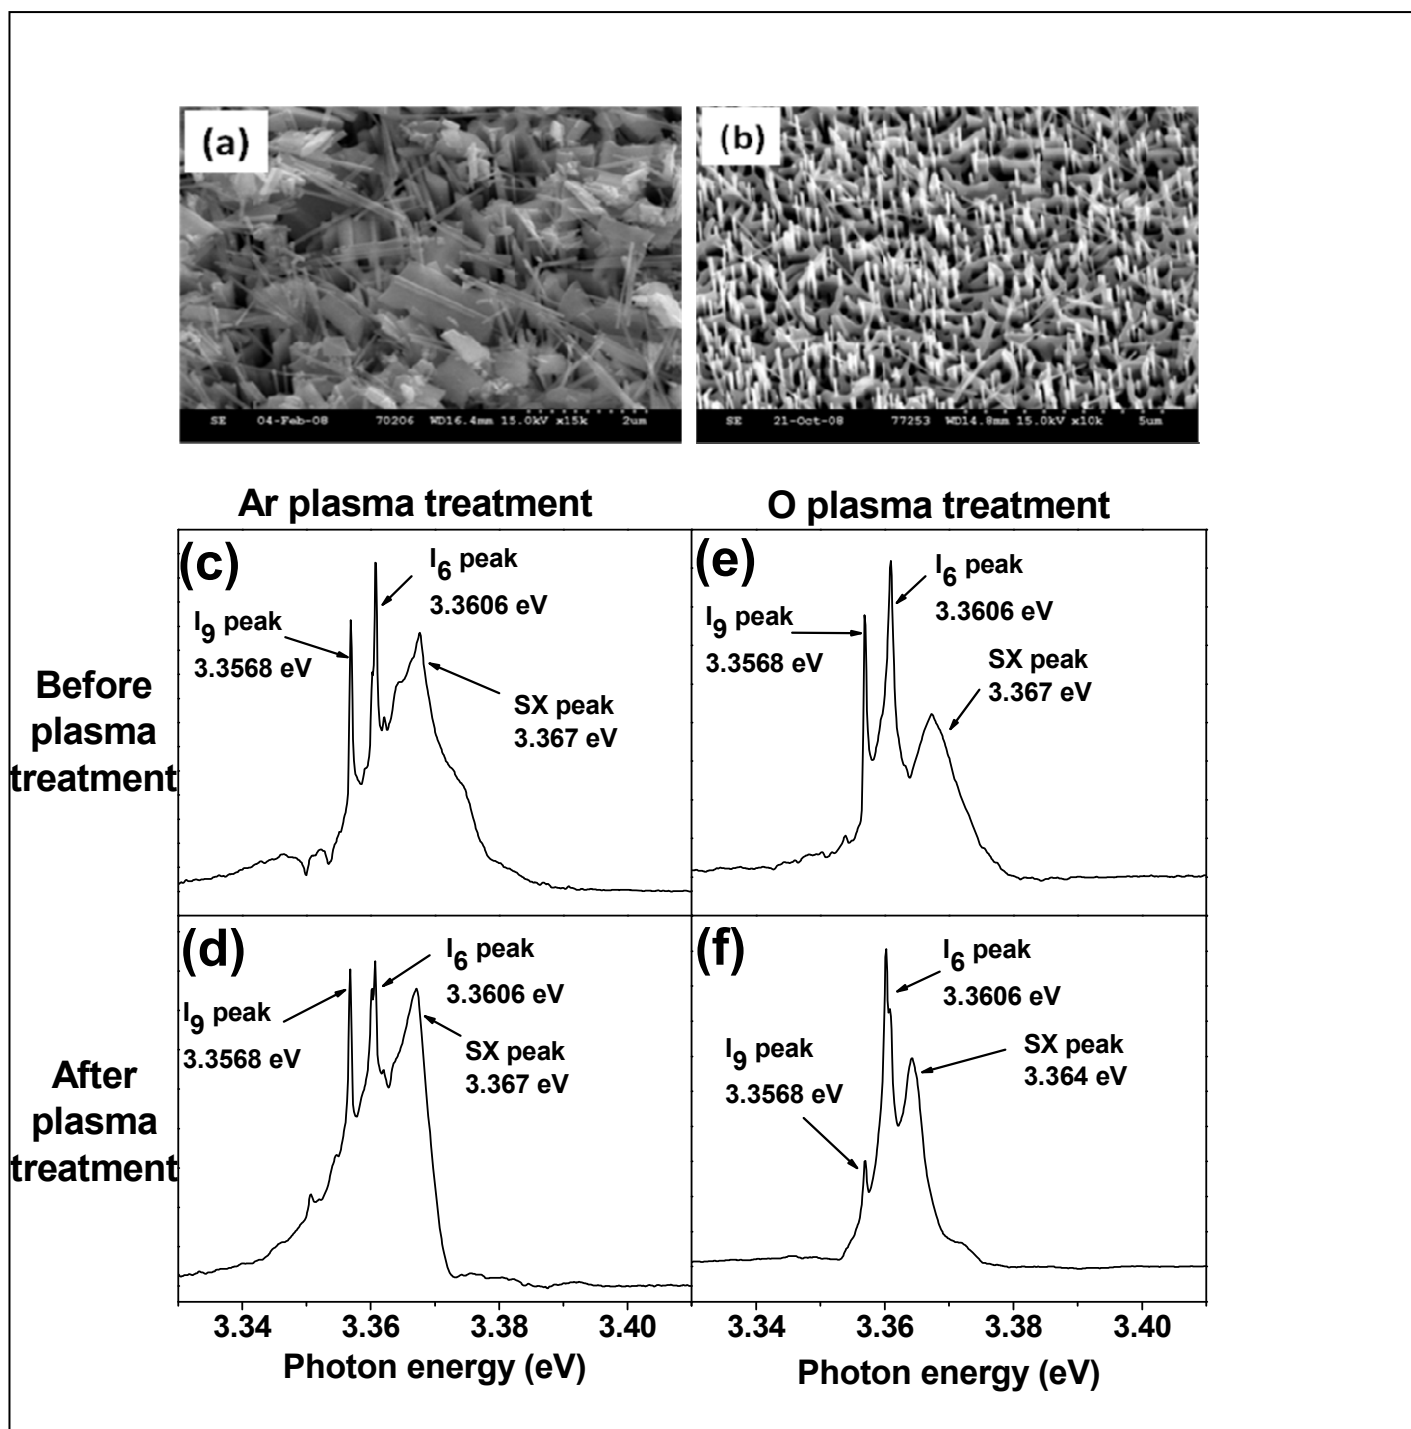 (a)
SE 04-Feb-08 70206 WD16.4mm 15.0kV x15k 2um
(b)
SE 21-Oct-08 77253 WD14.8mm 15.0kV x10k 5um
Ar plasma treatment
O plasma treatment
Before
plasma
treatment
(c)
I6 peak
3.3606 eV
I9 peak
3.3568 eV
SX peak
3.367 eV
(e)
I6 peak
3.3606 eV
I9 peak
3.3568 eV
SX peak
3.367 eV
After
plasma
treatment
(d)
I6 peak
3.3606 eV
I9 peak
3.3568 eV
SX peak
3.367 eV
(f)
I6 peak
3.3606 eV
I9 peak
3.3568 eV
SX peak
3.364 eV
3.34 3.36 3.38 3.40
Photon energy (eV)
3.34 3.36 3.38 3.40
Photon energy (eV)